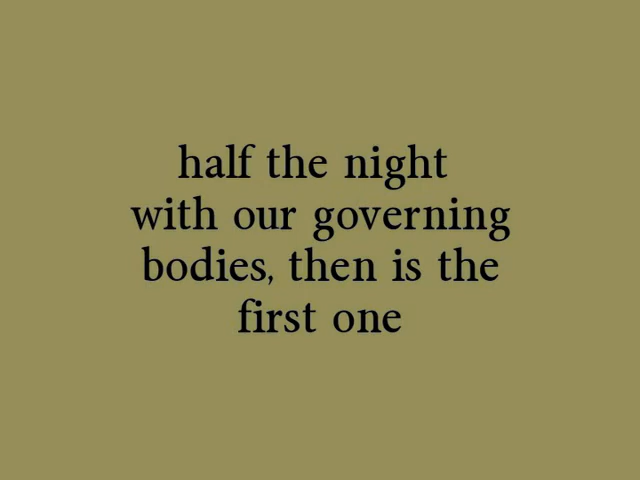 half the night
with our governing
bodies, then is the
first one